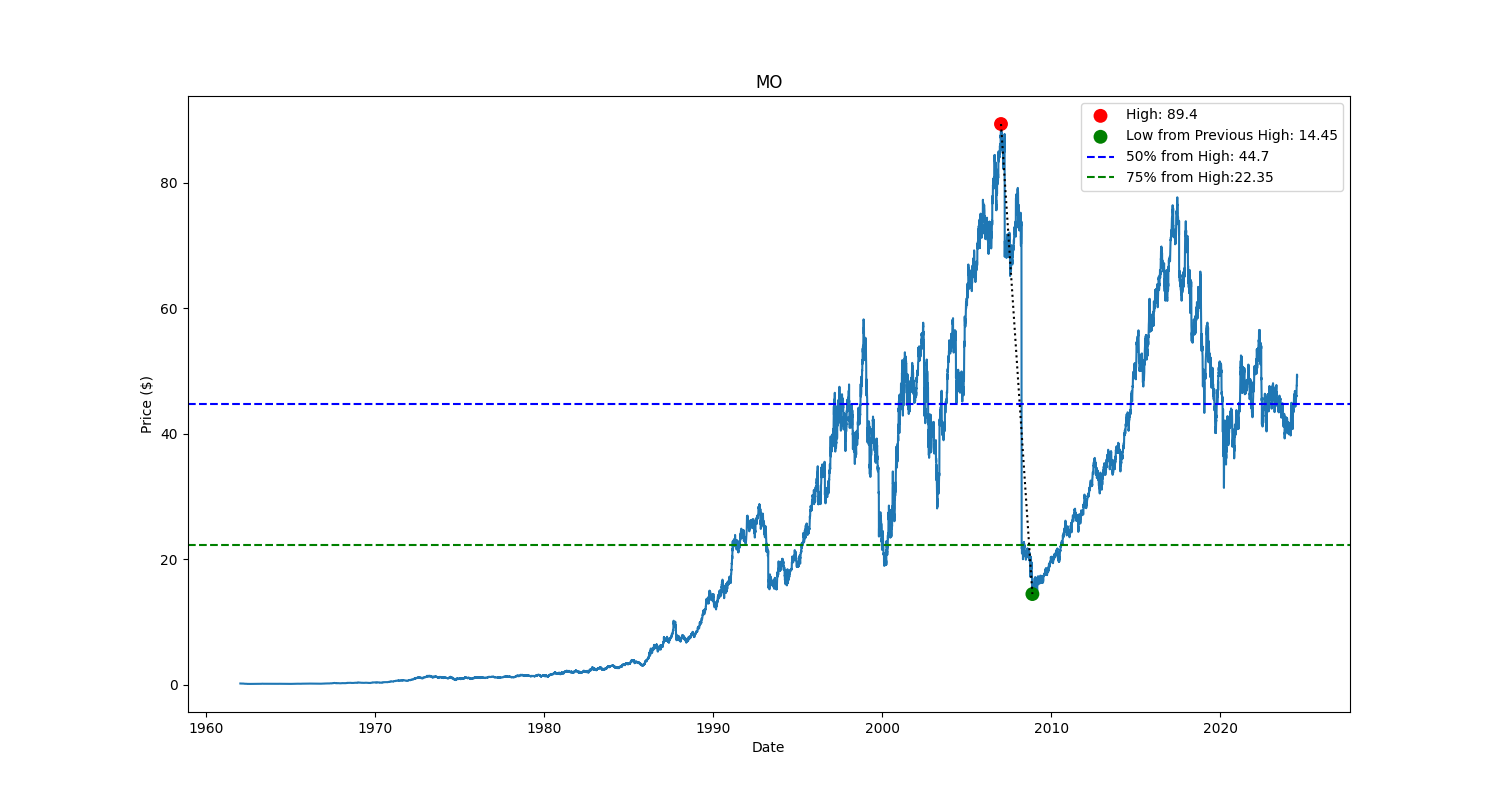 MO
High: 89.4
Low from Previous High: 14.45
50% from High: 44.7
75% from High:22.35
Price ($)
80
60
40
20
0
1960 1970 1980 1990 2000 2010 2020
Date